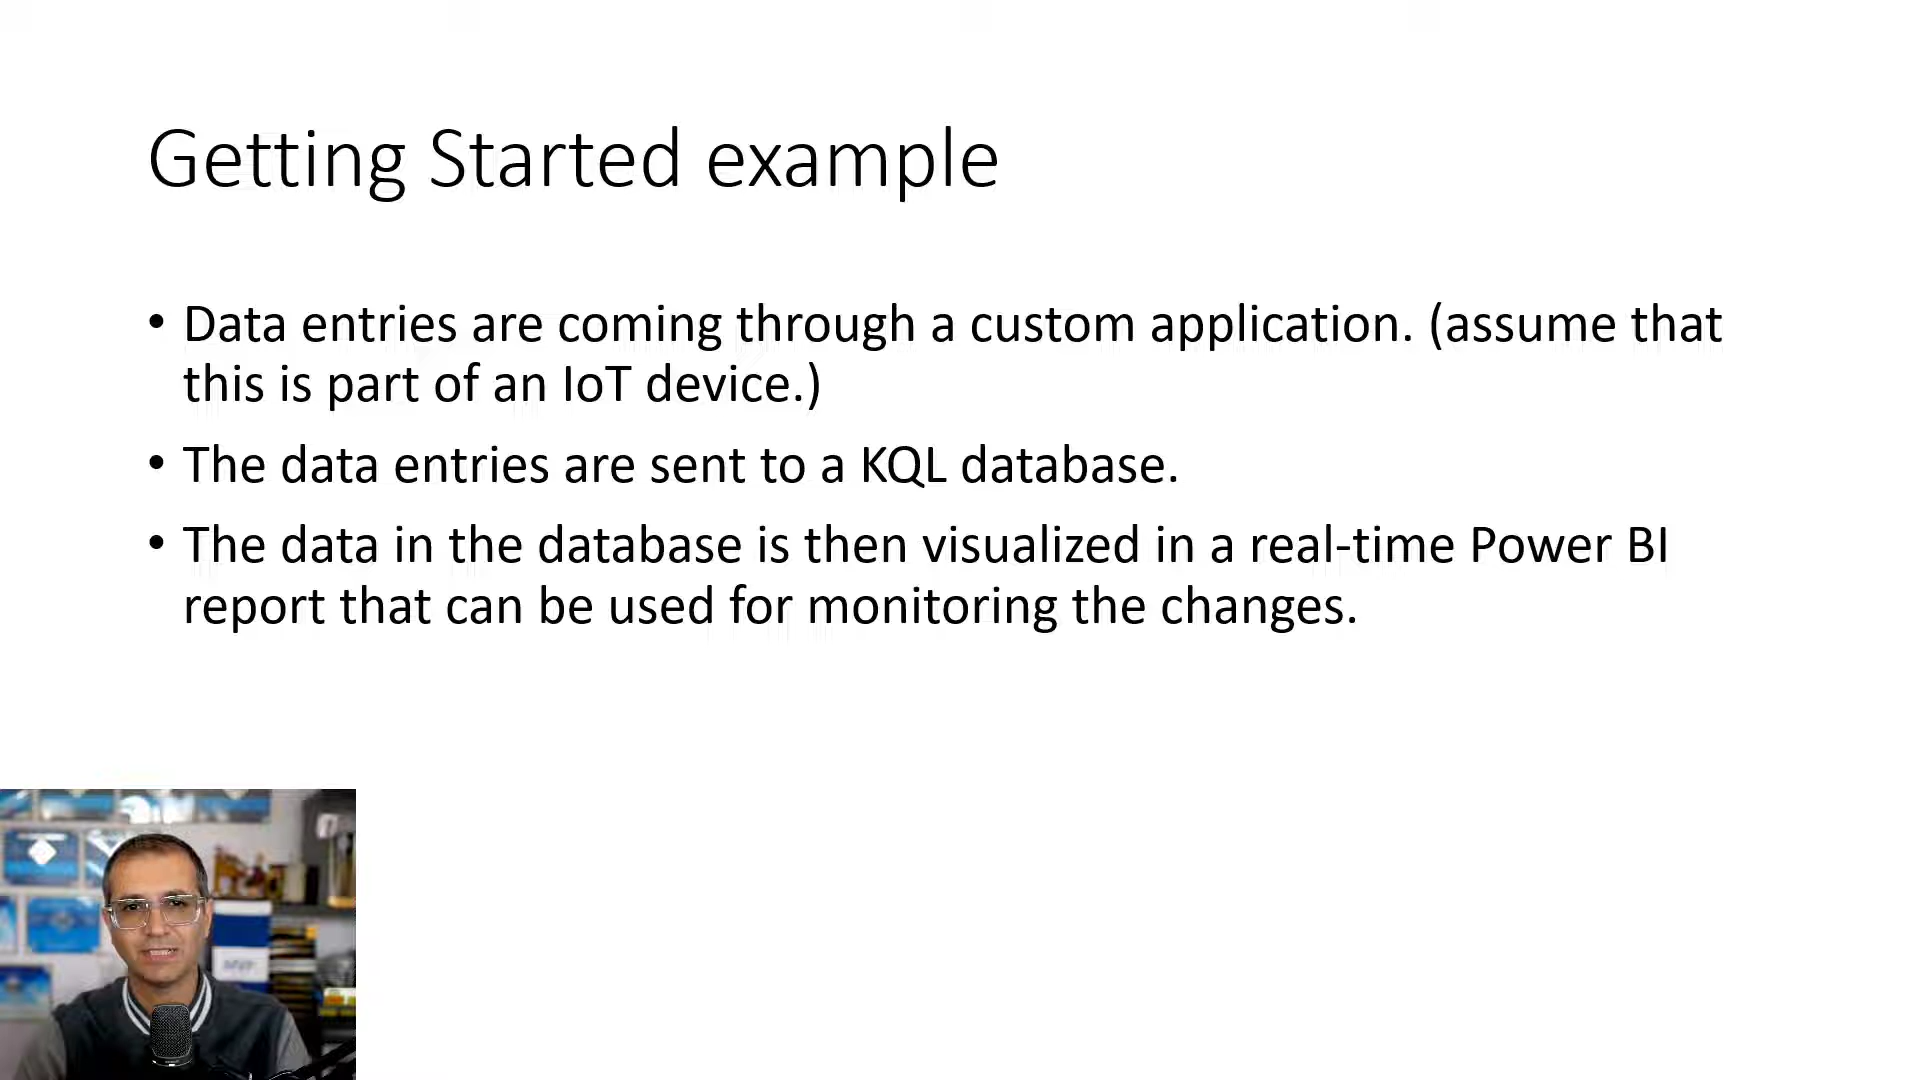 Getting Started example
• Data entries are coming through a custom application. (assume that
this is part of an IoT device.)
• The data entries are sent to a KQL database.
• The data in the database is then visualized in a real-time Power BI
report that can be used for monitoring the changes.
MVP